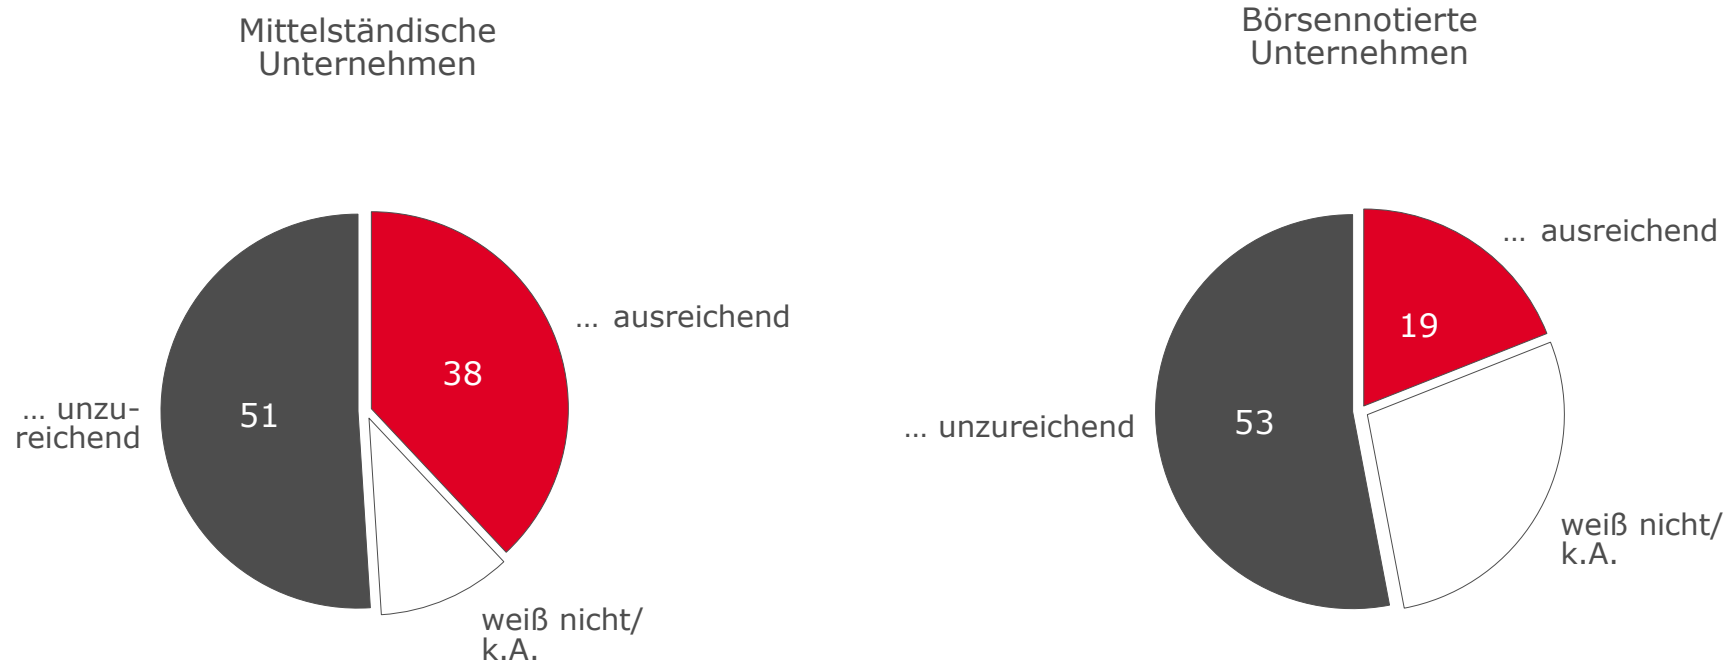 Mittelständische
Unternehmen
… ausreichend
38
… unzu-
reichend
51
weiß nicht/
k.A.
Börsennotierte
Unternehmen
… ausreichend
19
… unzureichend
53
weiß nicht/
k.A.